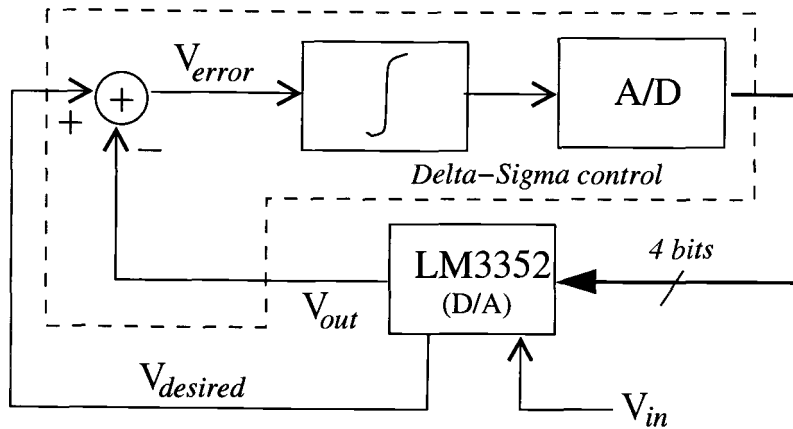 V_error
+
+
−
∫
A/D
Delta−Sigma control
LM3352
(D/A)
4 bits
V_out
V_desired
V_in